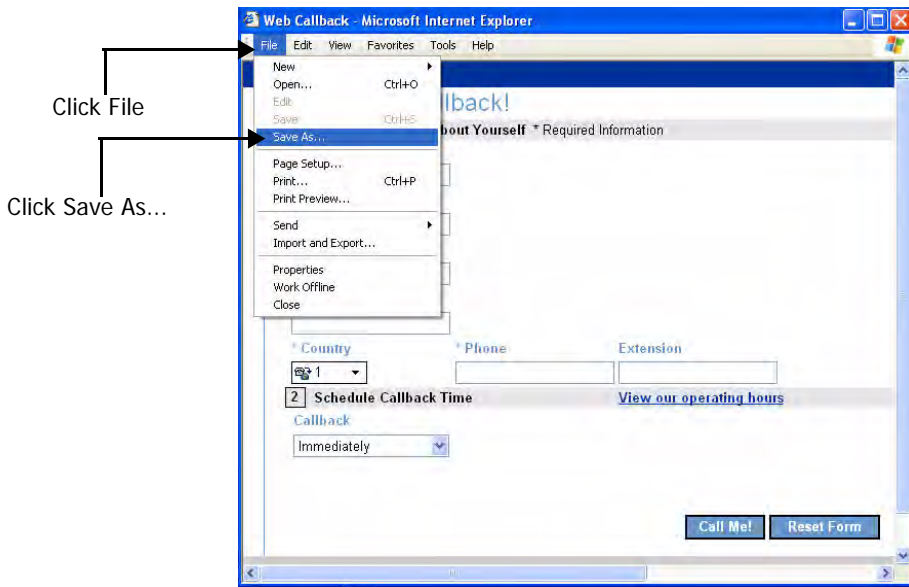 Web Callback - Microsoft Internet Explorer
File Edit View Favorites Tools Help
Click File
Click Save As...
New
Open... Ctrl+O
Edit
Save Ctrl+S
Save As...
Page Setup...
Print... Ctrl+P
Print Preview...
Send
Import and Export...
Properties
Work Offline
Close
lback!
bout Yourself * Required Information
* Country * Phone Extension
1
2 Schedule Callback Time View our operating hours
Callback
Immediately
Call Me! Reset Form